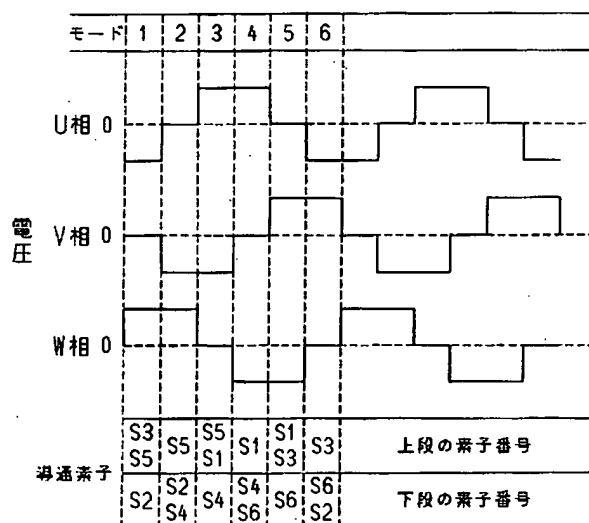 モード 1 2 3 4 5 6
U相 0
電圧
V相 0
W相 0
導通素子
S3 S5 S5 S1 S1 S3 上段の素子番号
S5 S1 S3
S2 S2 S4 S4 S6 S6 下段の素子番号
S4 S6 S2